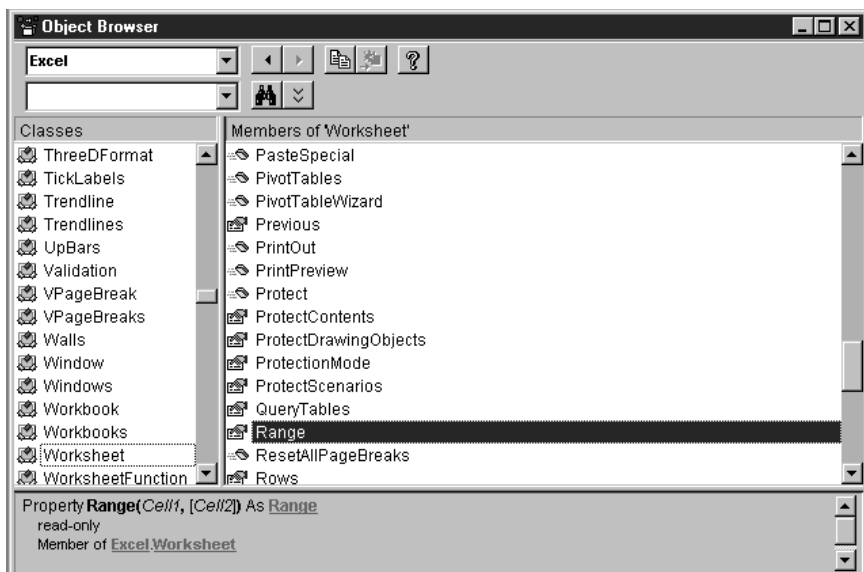 Object Browser
Excel
Classes
ThreeDFormat
TickLabels
Trendline
Trendlines
UpBars
Validation
VPageBreak
VPageBreaks
Walls
Window
Windows
Workbook
Workbooks
Worksheet
WorksheetFunction
Members of 'Worksheet'
PasteSpecial
PivotTables
PivotTableWizard
Previous
PrintOut
PrintPreview
Protect
ProtectContents
ProtectDrawingObjects
ProtectionMode
ProtectScenarios
QueryTables
Range
ResetAllPageBreaks
Rows
Property Range(Cell1, [Cell2]) As Range
read-only
Member of Excel.Worksheet